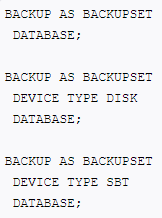 BACKUP AS BACKUPSET
DATABASE;
BACKUP AS BACKUPSET
DEVICE TYPE DISK
DATABASE;
BACKUP AS BACKUPSET
DEVICE TYPE SBT
DATABASE;